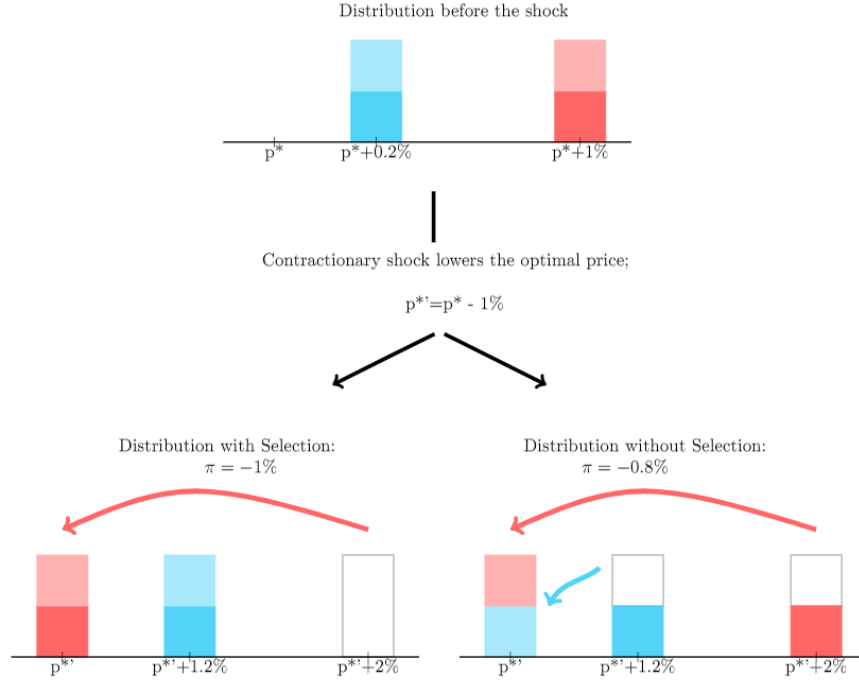 Distribution before the shock
p* p*+0.2% p*+1%
Contractionary shock lowers the optimal price;
p*'=p* - 1%
Distribution with Selection:
π = −1%
Distribution without Selection:
π = −0.8%
p*' p*'+1.2% p*'+2%
p*' p*'+1.2% p*'+2%